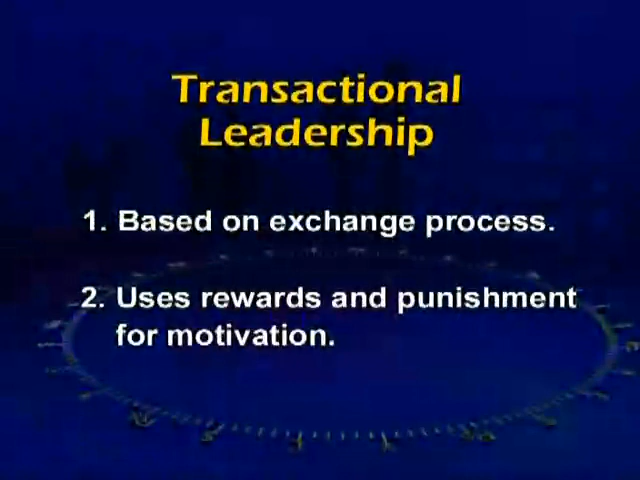 Transactional
Leadership
1. Based on exchange process.
2. Uses rewards and punishment
for motivation.